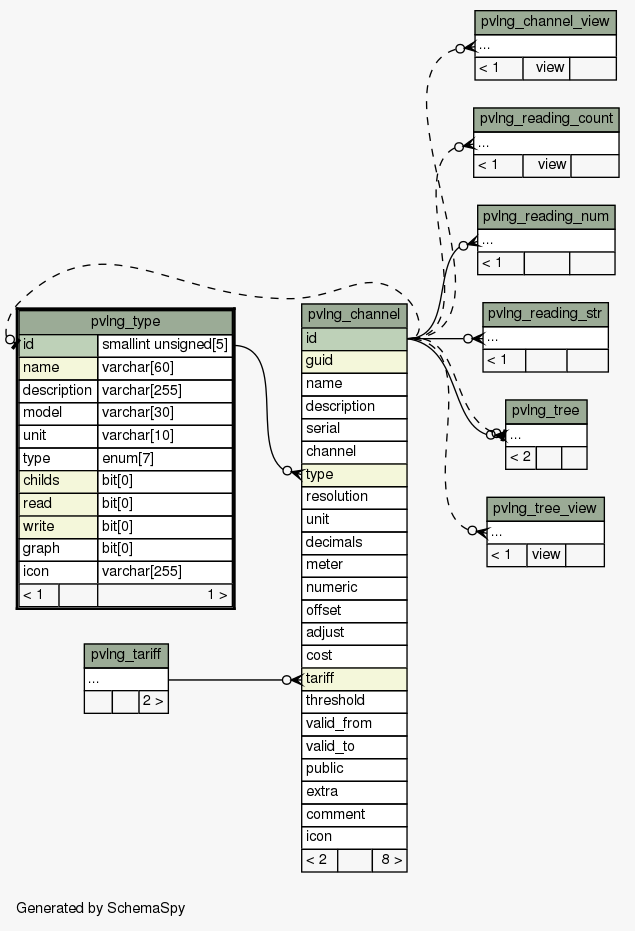 pvlng_channel_view
...
< 1 view
pvlng_reading_count
...
< 1 view
pvlng_reading_num
...
< 1
pvlng_reading_str
...
< 1
pvlng_tree
...
< 2
pvlng_tree_view
...
< 1 view
pvlng_type
id smallint unsigned[5]
name varchar[60]
description varchar[255]
model varchar[30]
unit varchar[10]
type enum[7]
childs bit[0]
read bit[0]
write bit[0]
graph bit[0]
icon varchar[255]
< 1 1 >
pvlng_channel
id
guid
name
description
serial
channel
type
resolution
unit
decimals
meter
numeric
offset
adjust
cost
tariff
threshold
valid_from
valid_to
public
extra
comment
icon
< 2 8 >
pvlng_tariff
...
2 >
Generated by SchemaSpy